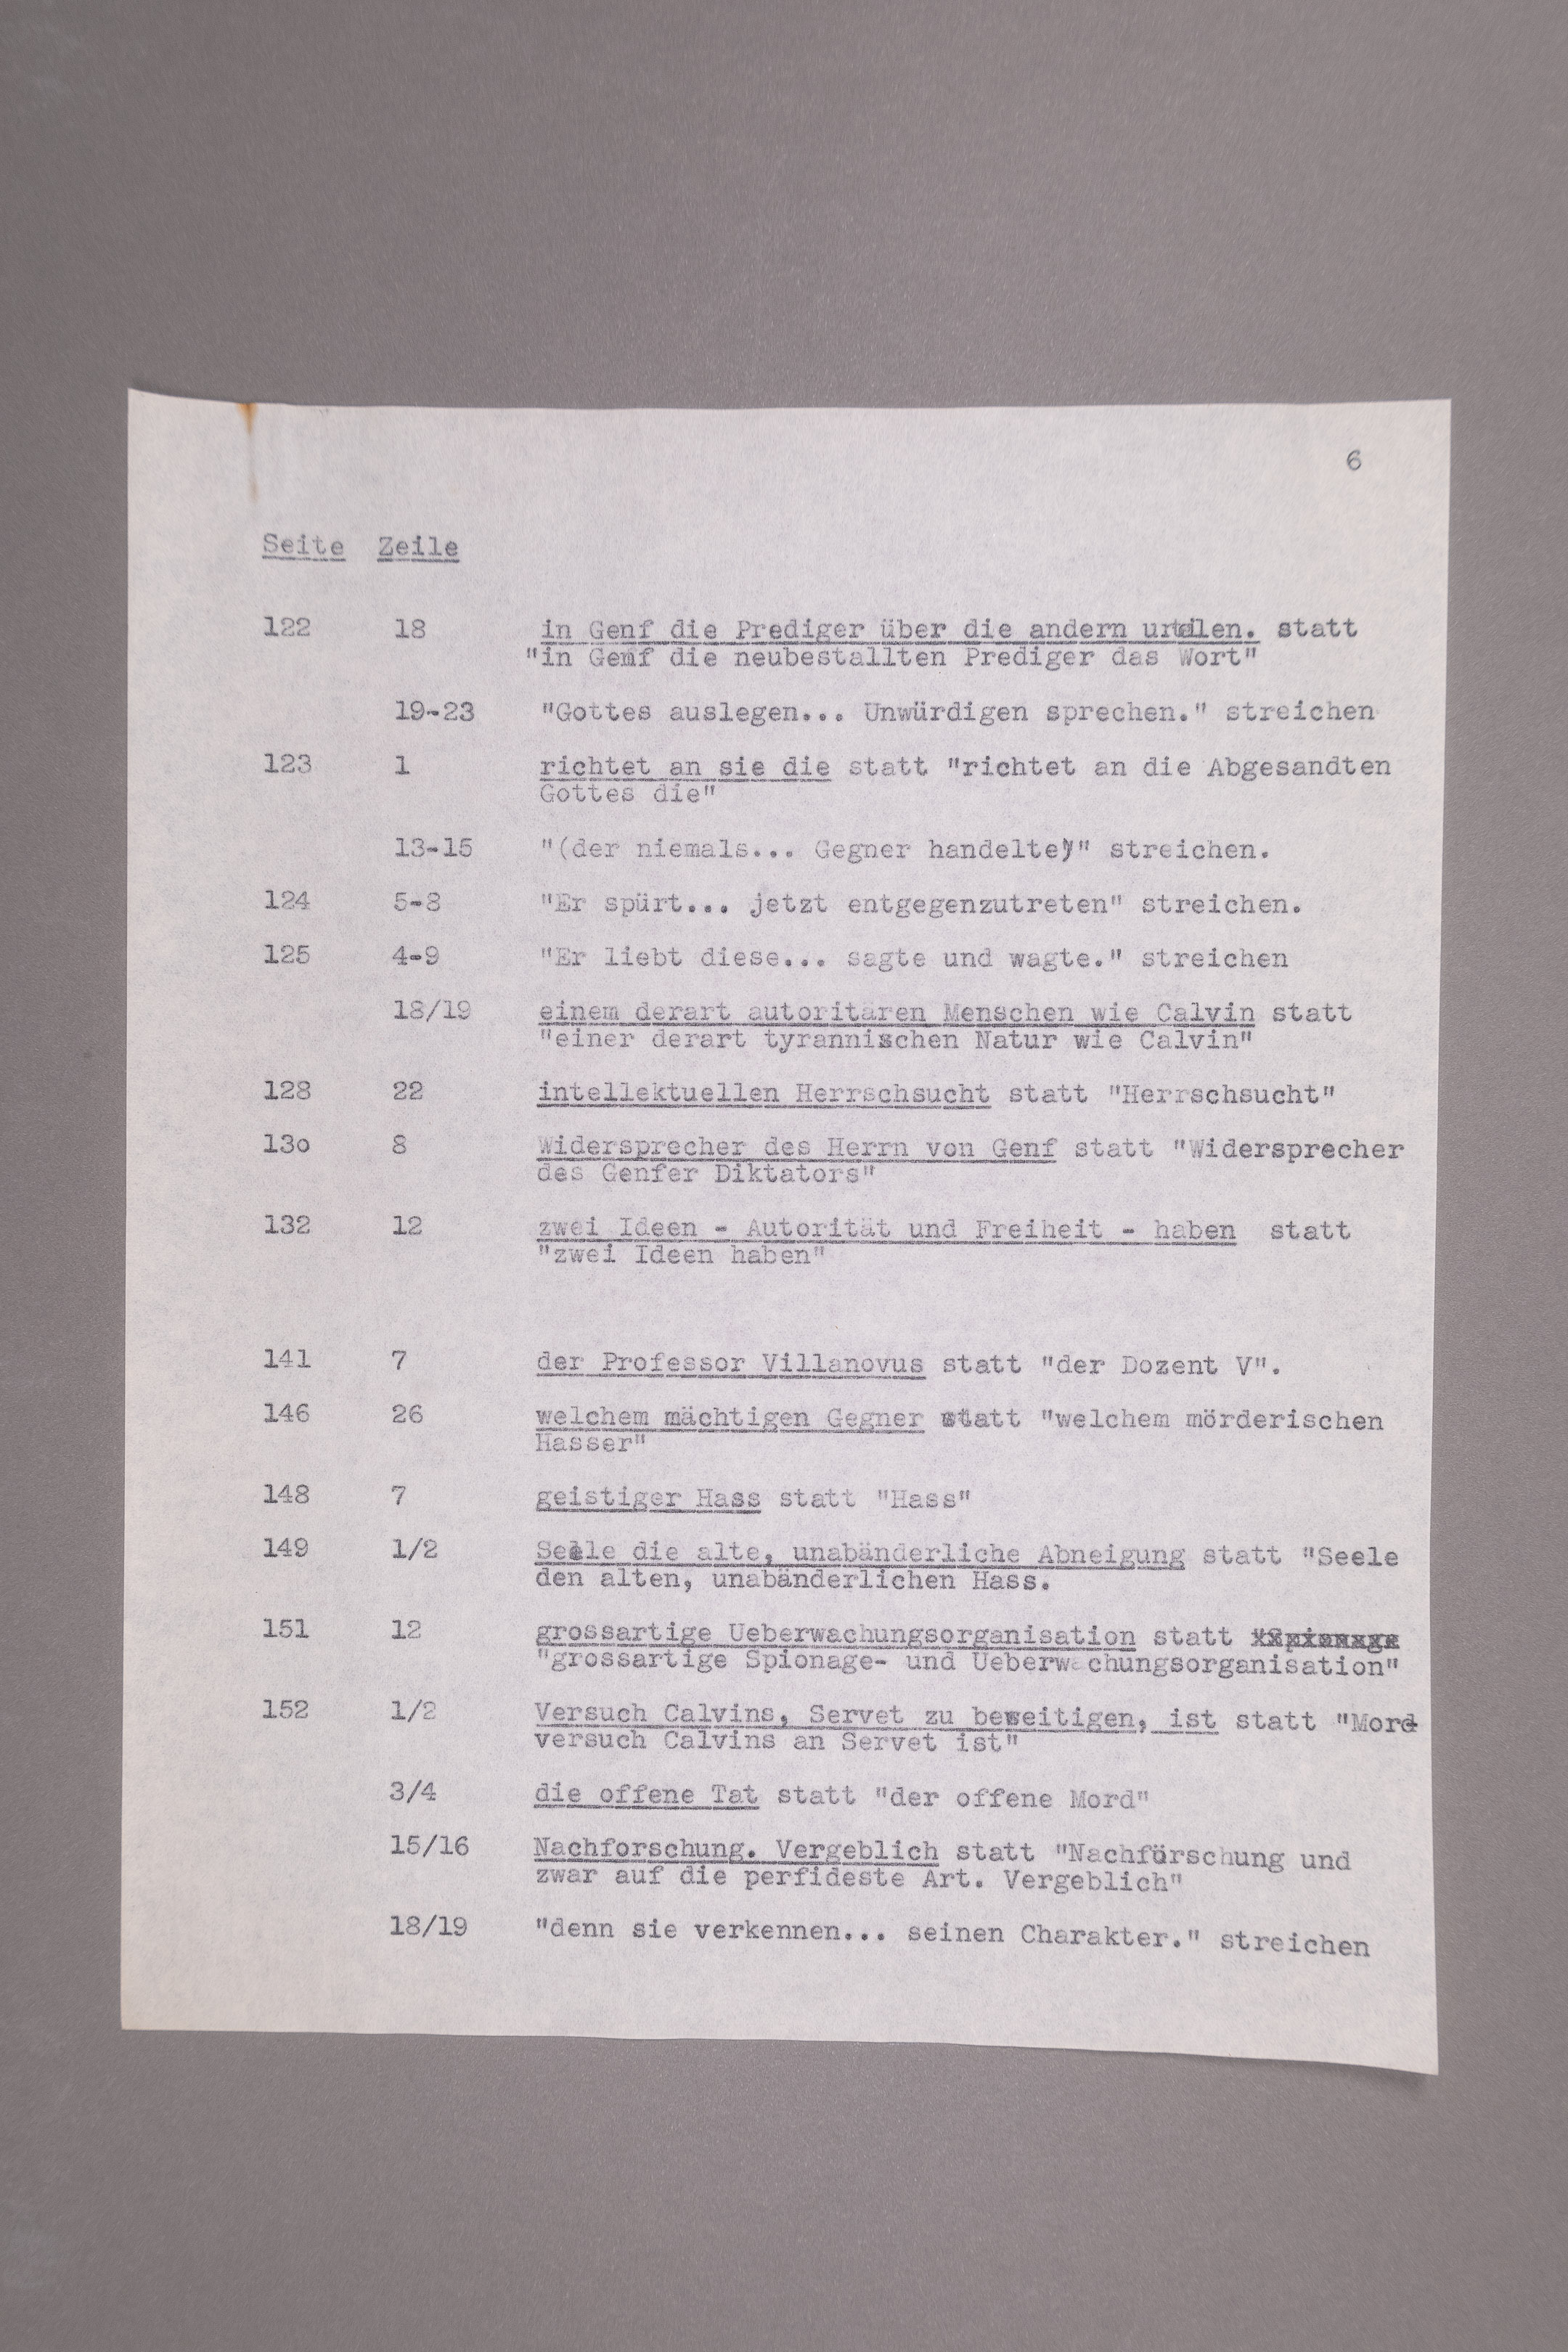 6
Seite Zeile
122 18 in Genf die Prediger über die andern urteilen. statt
"in Genf die neubestallten Prediger das Wort"
19-23 "Gottes auslegen... Unwürdigen sprechen." streichen
123 1 richtet an sie die statt "richtet an die Abgesandten
Gottes die"
13-15 "(der niemals... Gegner handelte)" streichen.
124 5-8 "Er spürt... jetzt entgegenzutreten" streichen.
125 4-9 "Er liebt diese... sagte und wagte." streichen
18/19 einem derart autoritären Menschen wie Calvin statt
"einer derart tyrannischen Natur wie Calvin"
128 22 intellektuellen Herrschsucht statt "Herrschsucht"
13o 8 Widersprecher des Herrn von Genf statt "Widersprecher
des Genfer Diktators"
132 12 zwei Ideen - Autorität und Freiheit - haben statt
"zwei Ideen haben"
141 7 der Professor Villanovus statt "der Dozent V".
146 26 welchem mächtigen Gegner statt "welchem mörderischen
Hasser"
148 7 geistiger Hass statt "Hass"
149 1/2 Seele die alte, unabänderliche Abneigung statt "Seele
den alten, unabänderlichen Hass.
151 12 grossartige Ueberwachungsorganisation statt
"grossartige Spionage- und Ueberwachungsorganisation"
152 1/2 Versuch Calvins, Servet zu beseitigen, ist statt "Mord
versuch Calvins an Servet ist"
3/4 die offene Tat statt "der offene Mord"
15/16 Nachforschung. Vergeblich statt "Nachforschung und
zwar auf die perfideste Art. Vergeblich"
18/19 "denn sie verkennen... seinen Charakter." streichen